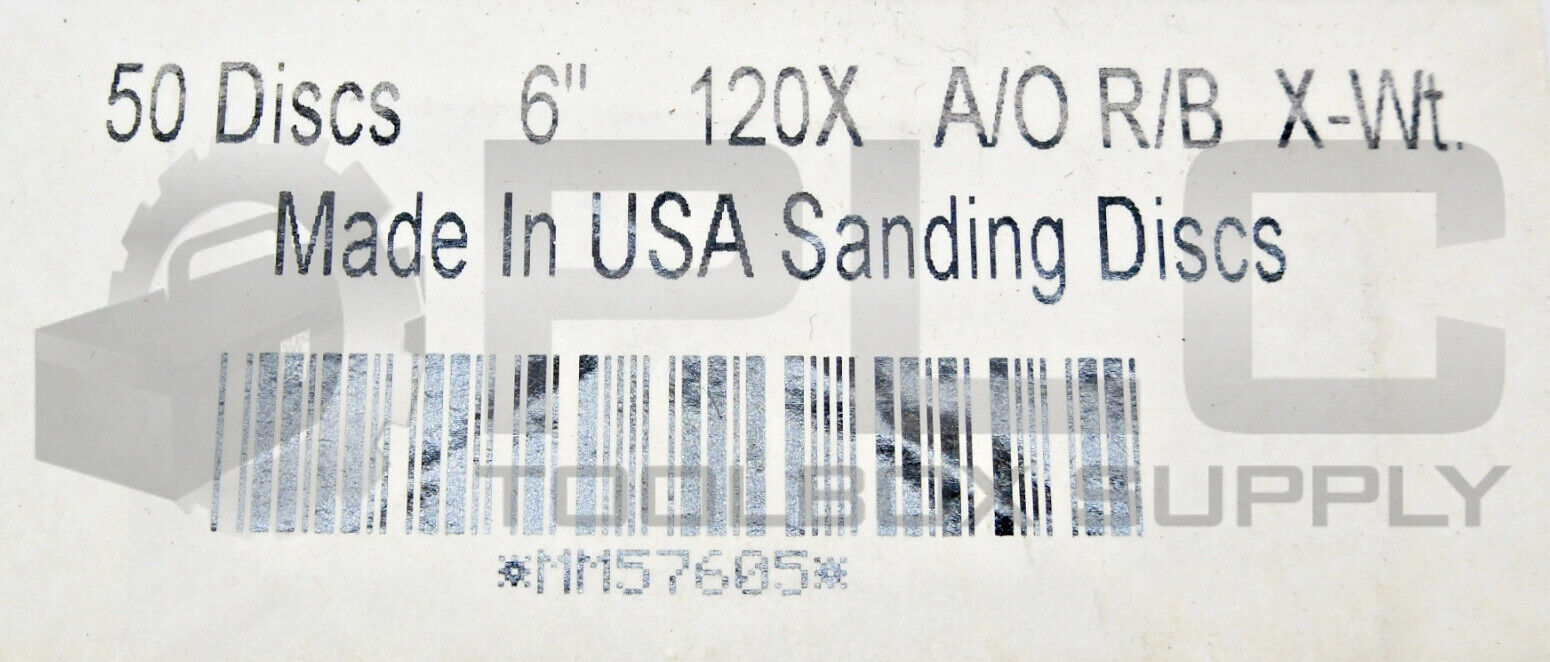 50 Discs 6" 120X A/O R/B X-Wt.
Made In USA Sanding Discs
*MM57605*
PLC
TOOLBOX SUPPLY